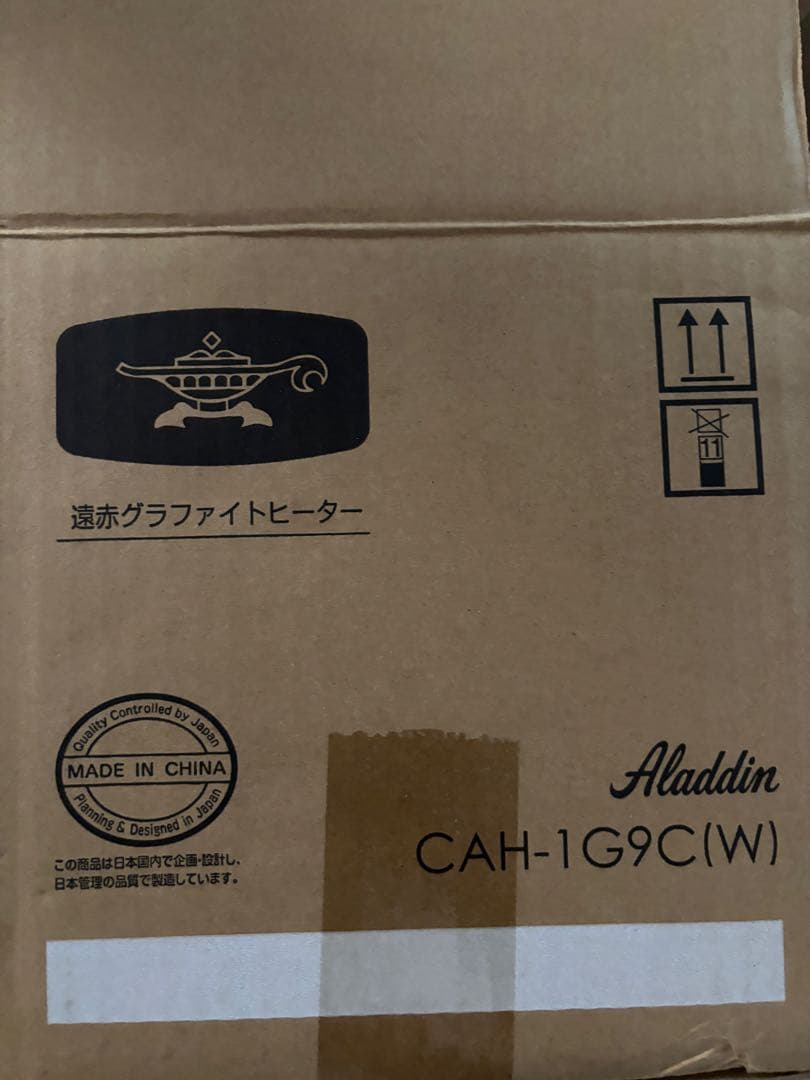 11
遠赤グラファイトヒーター
Quality Controlled by Japan
MADE IN CHINA
Planning & Designed in Japan
この商品は日本国内で企画・設計し、
日本管理の品質で製造しています。
Aladdin
CAH-1G9C(W)